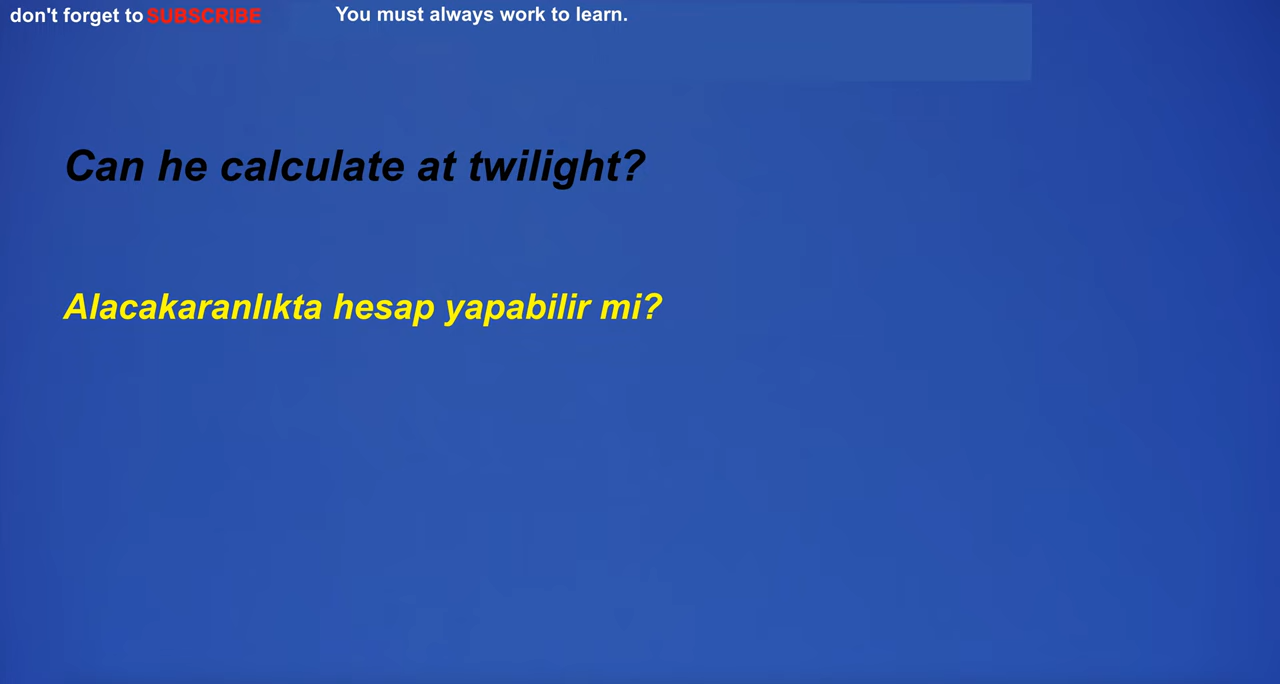 don't forget to SUBSCRIBE You must always work to learn.
Can he calculate at twilight?
Alacakaranlıkta hesap yapabilir mi?